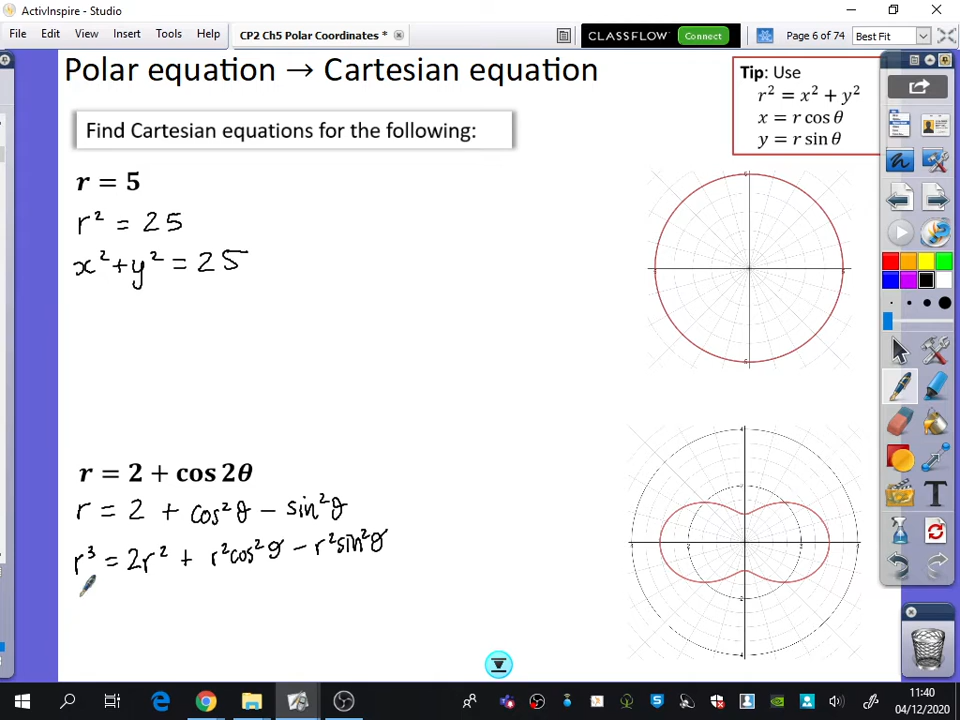 ActivInspire - Studio
File Edit View Insert Tools Help CP2 Ch5 Polar Coordinates * CLASSFLOW Connect Page 6 of 74 Best Fit
Polar equation → Cartesian equation
Tip: Use
r² = x² + y²
x = r cos θ
y = r sin θ
Find Cartesian equations for the following:
r = 5
r² = 25
x² + y² = 25
r = 2 + cos 2θ
r = 2 + cos²θ − sin²θ
r³ = 2r² + r²cos²θ − r²sin²θ
11:40
04/12/2020